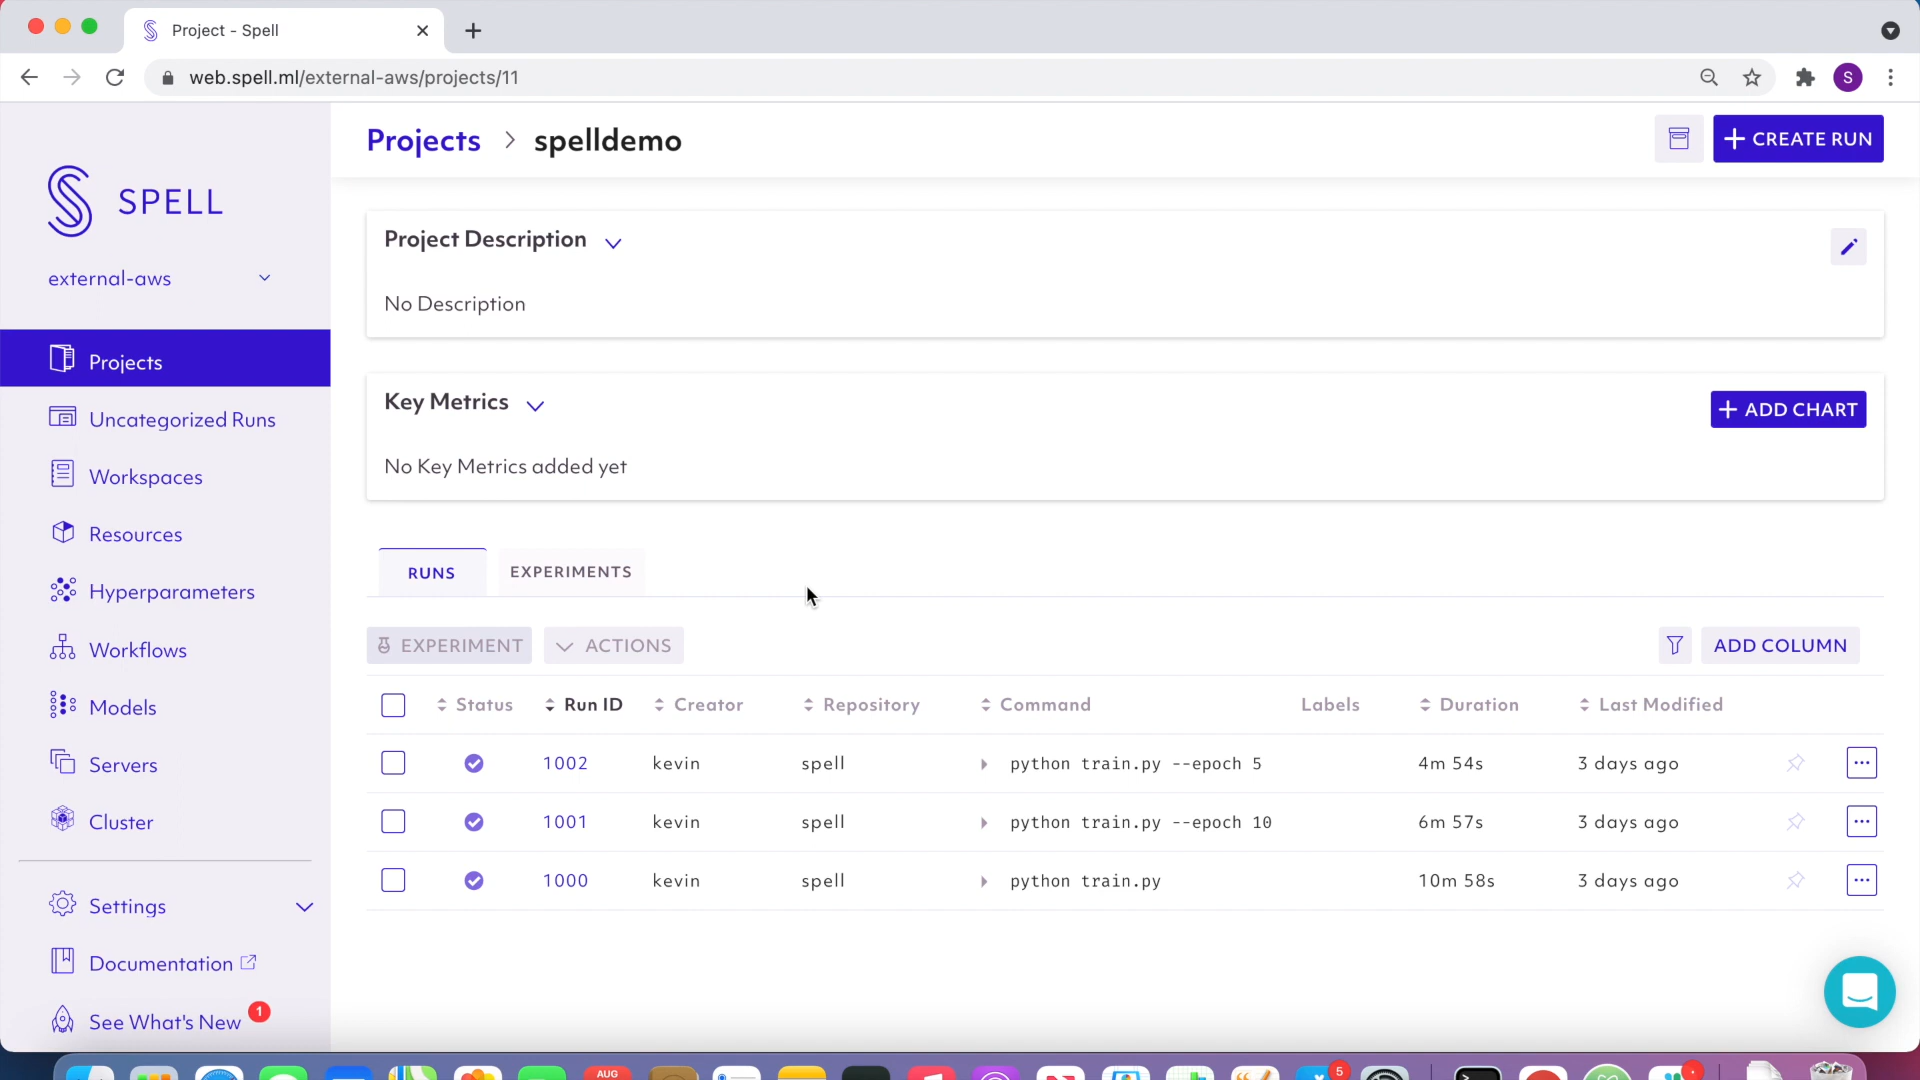 Project - Spell
web.spell.ml/external-aws/projects/11
S
SPELL
external-aws
Projects
Uncategorized Runs
Workspaces
Resources
Hyperparameters
Workflows
Models
Servers
Cluster
Settings
Documentation
See What's New 1
Projects > spelldemo
+ CREATE RUN
Project Description
No Description
Key Metrics
+ ADD CHART
No Key Metrics added yet
RUNS EXPERIMENTS
EXPERIMENT ACTIONS ADD COLUMN
Status Run ID Creator Repository Command Labels Duration Last Modified
1002 kevin spell python train.py --epoch 5 4m 54s 3 days ago
1001 kevin spell python train.py --epoch 10 6m 57s 3 days ago
1000 kevin spell python train.py 10m 58s 3 days ago
AUG 5